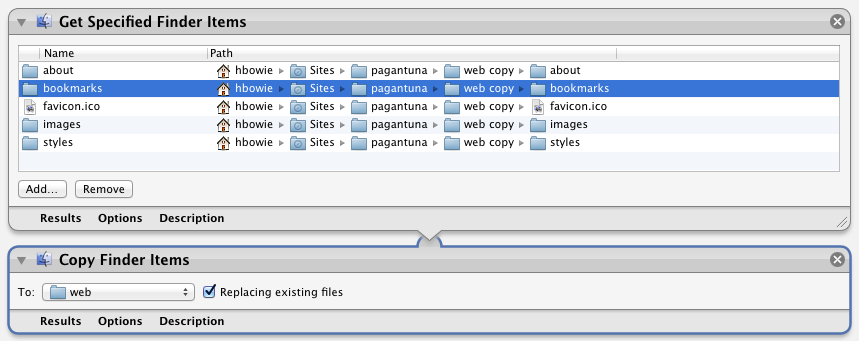 Get Specified Finder Items
Name Path
about hbowie Sites pagantuna web copy about
bookmarks hbowie Sites pagantuna web copy bookmarks
favicon.ico hbowie Sites pagantuna web copy favicon.ico
images hbowie Sites pagantuna web copy images
styles hbowie Sites pagantuna web copy styles
Add... Remove
Results Options Description
Copy Finder Items
To: web Replacing existing files
Results Options Description